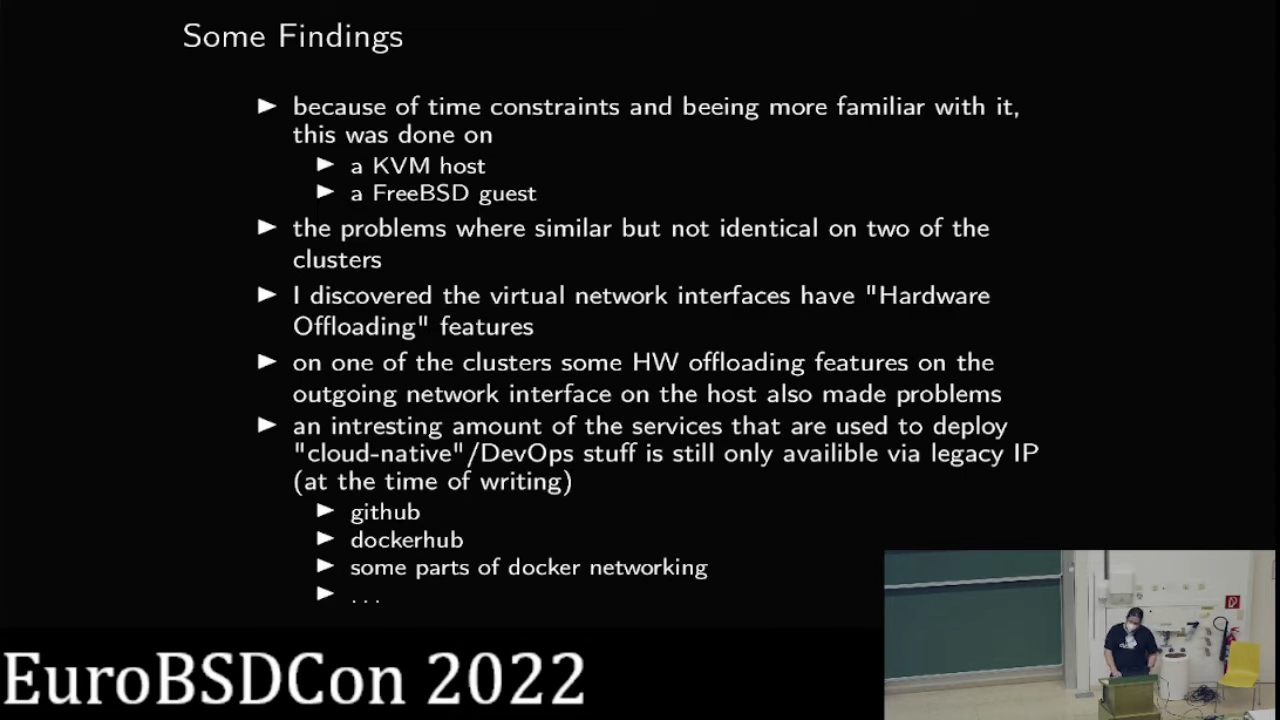 Some Findings
► because of time constraints and beeing more familiar with it,
this was done on
► a KVM host
► a FreeBSD guest
► the problems where similar but not identical on two of the
clusters
► I discovered the virtual network interfaces have "Hardware
Offloading" features
► on one of the clusters some HW offloading features on the
outgoing network interface on the host also made problems
► an intresting amount of the services that are used to deploy
"cloud-native"/DevOps stuff is still only availible via legacy IP
(at the time of writing)
► github
► dockerhub
► some parts of docker networking
► ...
EuroBSDCon 2022